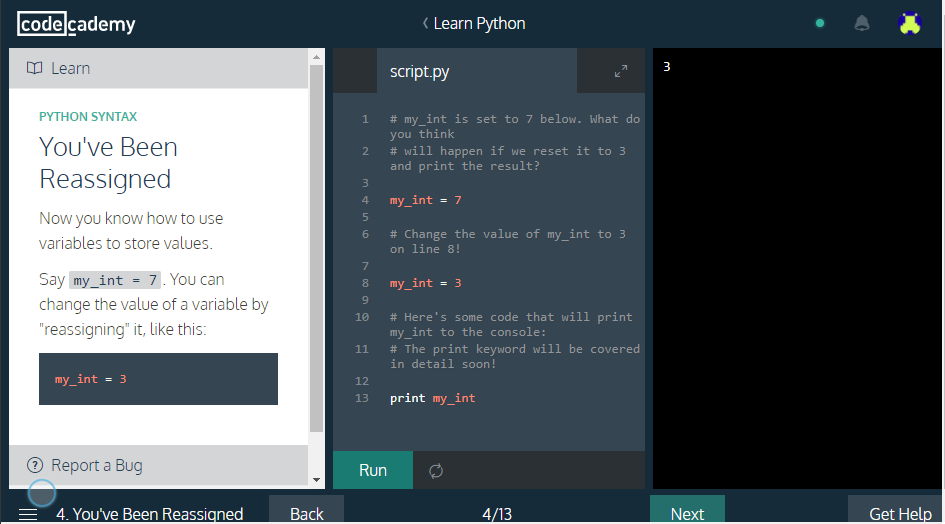 codecademy
Learn Python
Learn
PYTHON SYNTAX
You've Been
Reassigned
Now you know how to use
variables to store values.
Say my_int = 7. You can
change the value of a variable by
"reassigning" it, like this:
my_int = 3
Report a Bug
script.py
1 # my_int is set to 7 below. What do
you think
2 # will happen if we reset it to 3
and print the result?
3
4 my_int = 7
5
6 # Change the value of my_int to 3
on line 8!
7
8 my_int = 3
9
10 # Here's some code that will print
my_int to the console:
11 # The print keyword will be covered
in detail soon!
12
13 print my_int
Run
3
4. You've Been Reassigned
Back
4/13
Next
Get Help